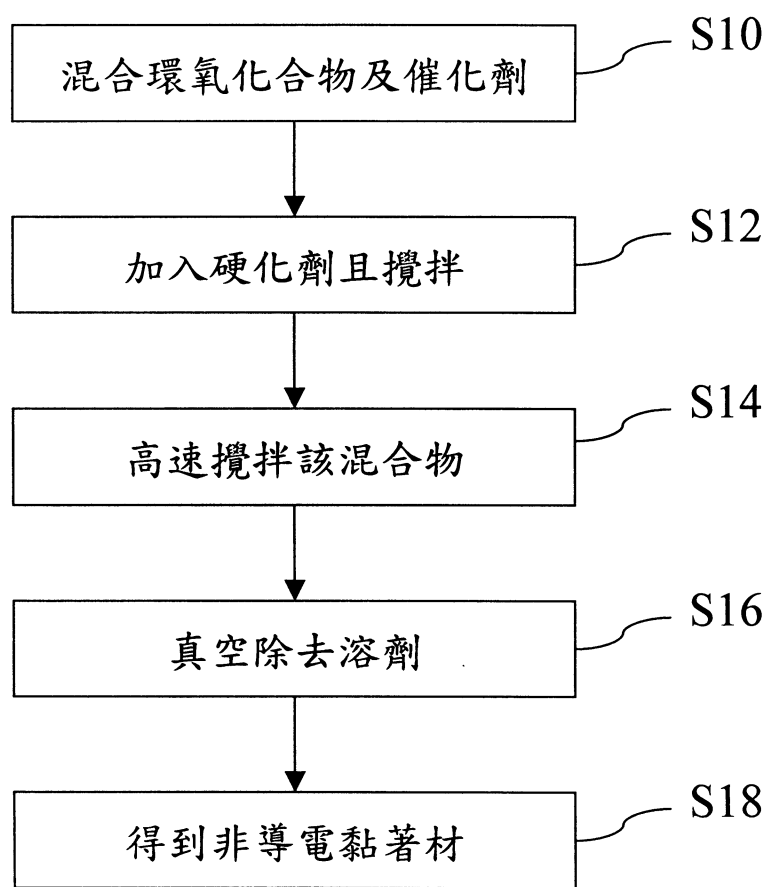 S10
混合環氧化合物及催化劑
S12
加入硬化劑且攪拌
S14
高速攪拌該混合物
S16
真空除去溶劑
S18
得到非導電黏著材